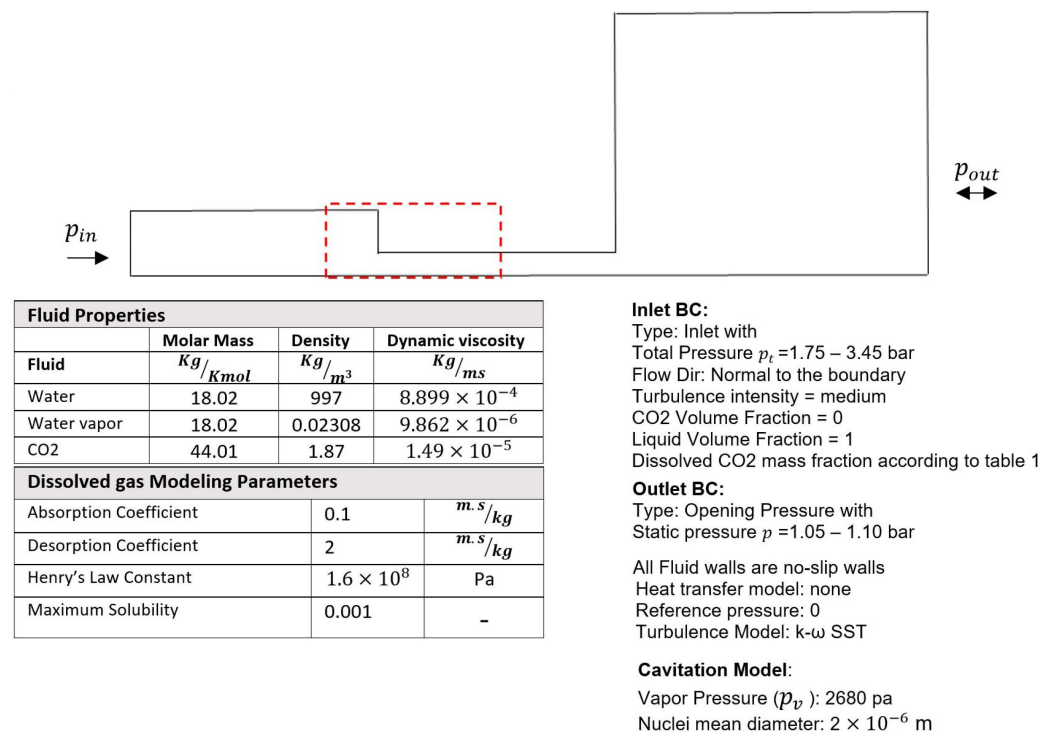 p_in
p_out
Fluid Properties
Molar Mass Density Dynamic viscosity
Fluid Kg/Kmol Kg/m³ Kg/ms
Water 18.02 997 8.899 × 10⁻⁴
Water vapor 18.02 0.02308 9.862 × 10⁻⁶
CO2 44.01 1.87 1.49 × 10⁻⁵
Dissolved gas Modeling Parameters
Absorption Coefficient 0.1 m.s/kg
Desorption Coefficient 2 m.s/kg
Henry's Law Constant 1.6 × 10⁸ Pa
Maximum Solubility 0.001 –
Inlet BC:
Type: Inlet with
Total Pressure p_t =1.75 – 3.45 bar
Flow Dir: Normal to the boundary
Turbulence intensity = medium
CO2 Volume Fraction = 0
Liquid Volume Fraction = 1
Dissolved CO2 mass fraction according to table 1
Outlet BC:
Type: Opening Pressure with
Static pressure p =1.05 – 1.10 bar
All Fluid walls are no-slip walls
Heat transfer model: none
Reference pressure: 0
Turbulence Model: k-ω SST
Cavitation Model:
Vapor Pressure (p_v ): 2680 pa
Nuclei mean diameter: 2 × 10⁻⁶ m